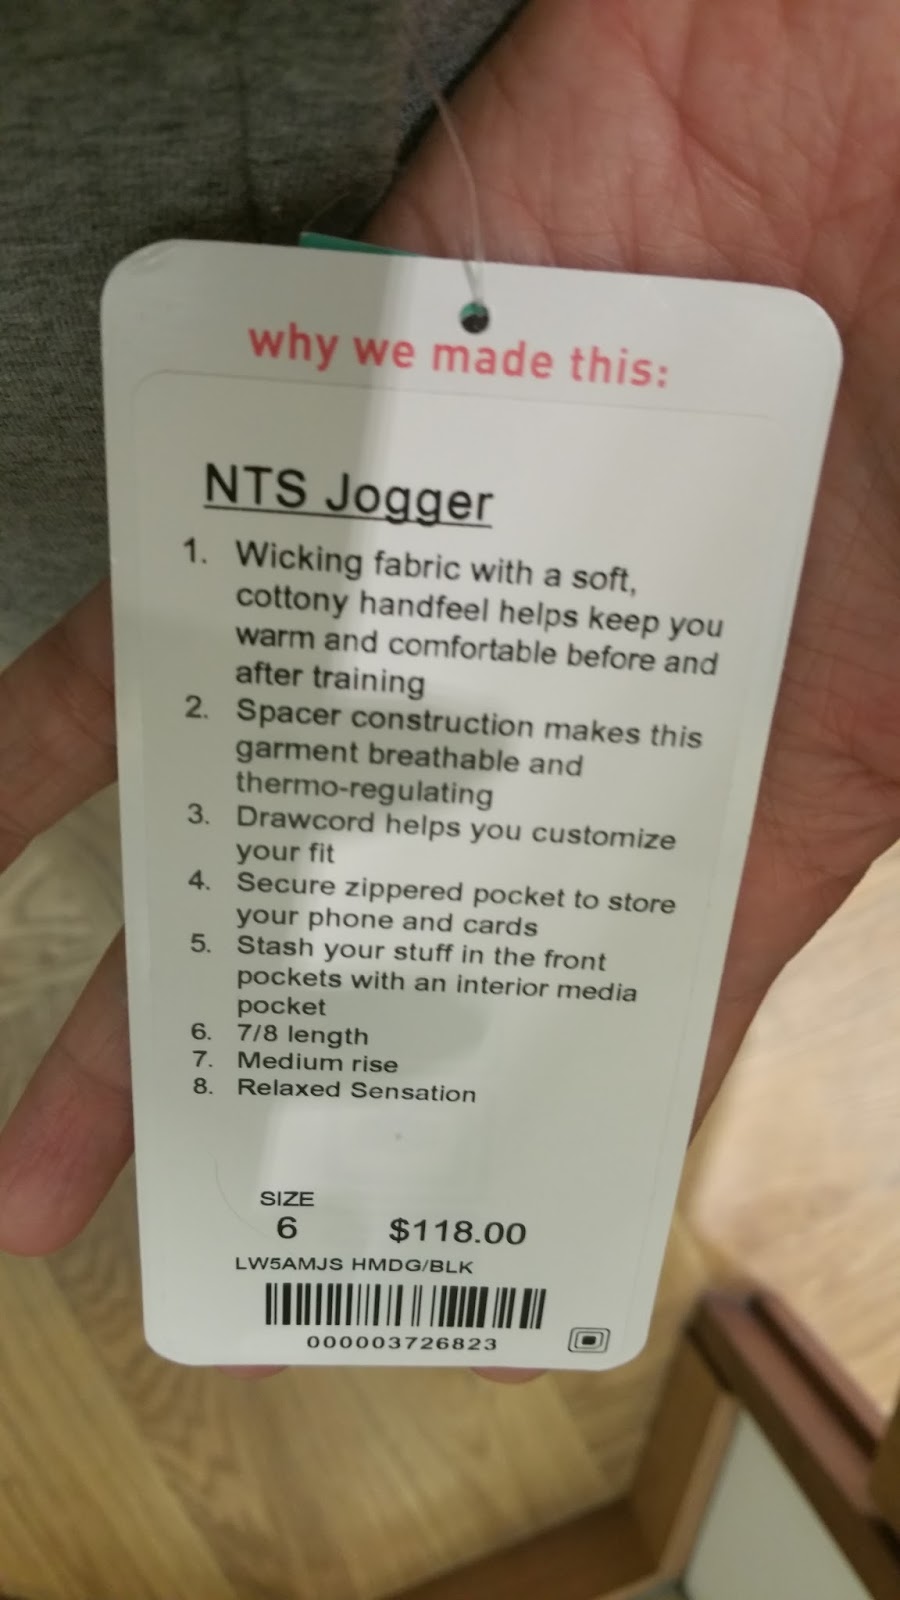 why we made this:
NTS Jogger
1. Wicking fabric with a soft,
cottony handfeel helps keep you
warm and comfortable before and
after training
2. Spacer construction makes this
garment breathable and
thermo-regulating
3. Drawcord helps you customize
your fit
4. Secure zippered pocket to store
your phone and cards
5. Stash your stuff in the front
pockets with an interior media
pocket
6. 7/8 length
7. Medium rise
8. Relaxed Sensation
SIZE
6 $118.00
LW5AMJS HMDG/BLK
000003726823